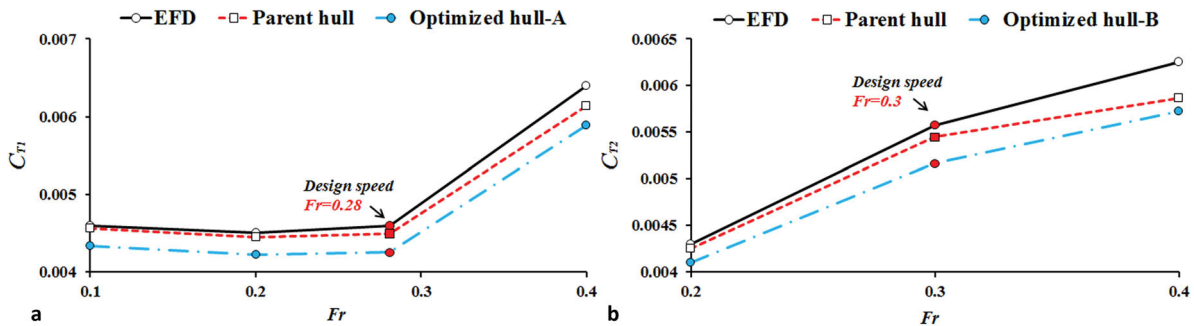 EFD Parent hull Optimized hull-A
0.007
0.006
0.005
0.004
C_T1
Design speed
Fr=0.28
0.1 0.2 0.3 0.4
Fr
a
EFD Parent hull Optimized hull-B
0.0065
0.006
0.0055
0.005
0.0045
0.004
C_T2
Design speed
Fr=0.3
0.2 0.3 0.4
Fr
b